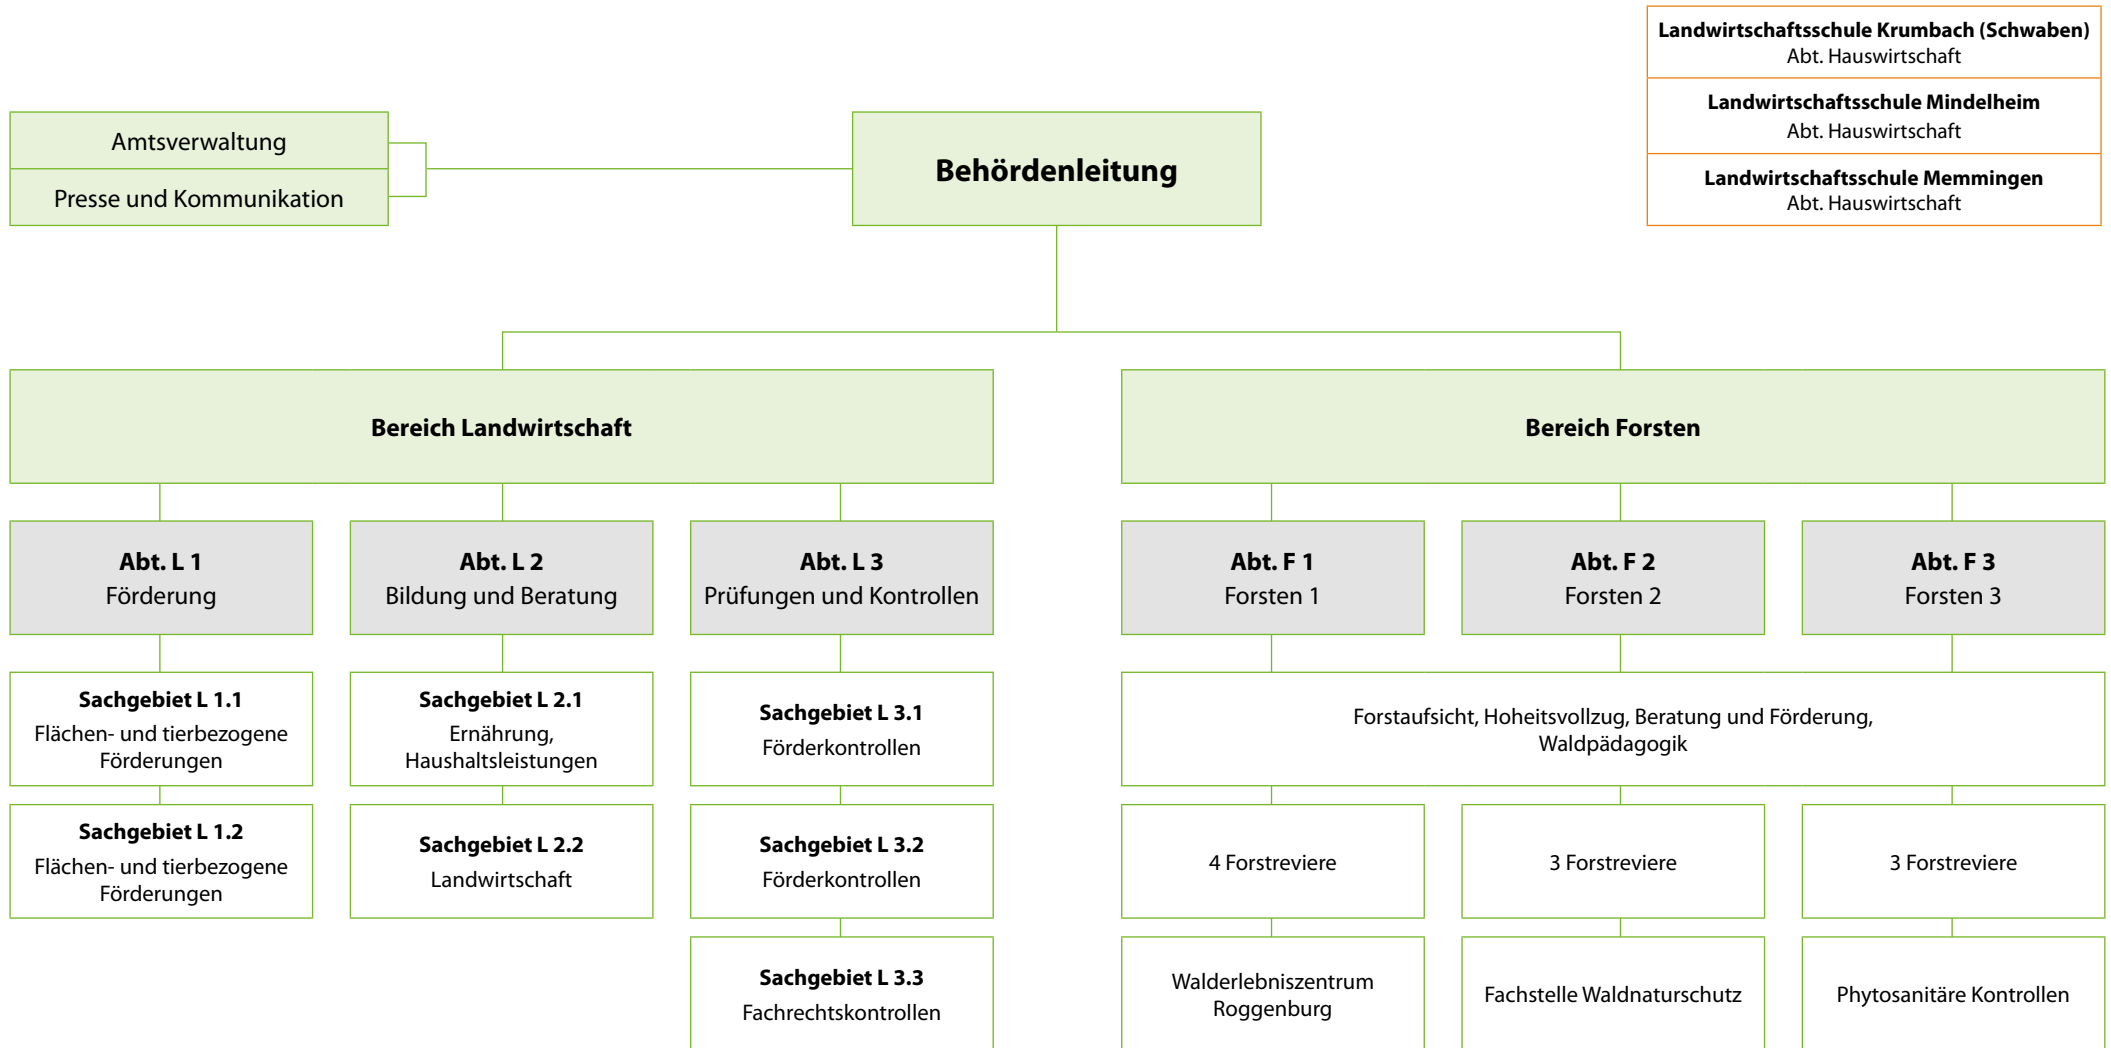 Landwirtschaftsschule Krumbach (Schwaben)
Abt. Hauswirtschaft
Landwirtschaftsschule Mindelheim
Abt. Hauswirtschaft
Landwirtschaftsschule Memmingen
Abt. Hauswirtschaft
Amtsverwaltung
Presse und Kommunikation
Behördenleitung
Bereich Landwirtschaft
Abt. L 1
Förderung
Sachgebiet L 1.1
Flächen- und tierbezogene
Förderungen
Sachgebiet L 1.2
Flächen- und tierbezogene
Förderungen
Abt. L 2
Bildung und Beratung
Sachgebiet L 2.1
Ernährung,
Haushaltsleistungen
Sachgebiet L 2.2
Landwirtschaft
Abt. L 3
Prüfungen und Kontrollen
Sachgebiet L 3.1
Förderkontrollen
Sachgebiet L 3.2
Förderkontrollen
Sachgebiet L 3.3
Fachrechtskontrollen
Bereich Forsten
Abt. F 1
Forsten 1
Abt. F 2
Forsten 2
Abt. F 3
Forsten 3
Forstaufsicht, Hoheitsvollzug, Beratung und Förderung,
Waldpädagogik
4 Forstreviere
3 Forstreviere
3 Forstreviere
Walderlebniszentrum
Roggenburg
Fachstelle Waldnaturschutz
Phytosanitäre Kontrollen